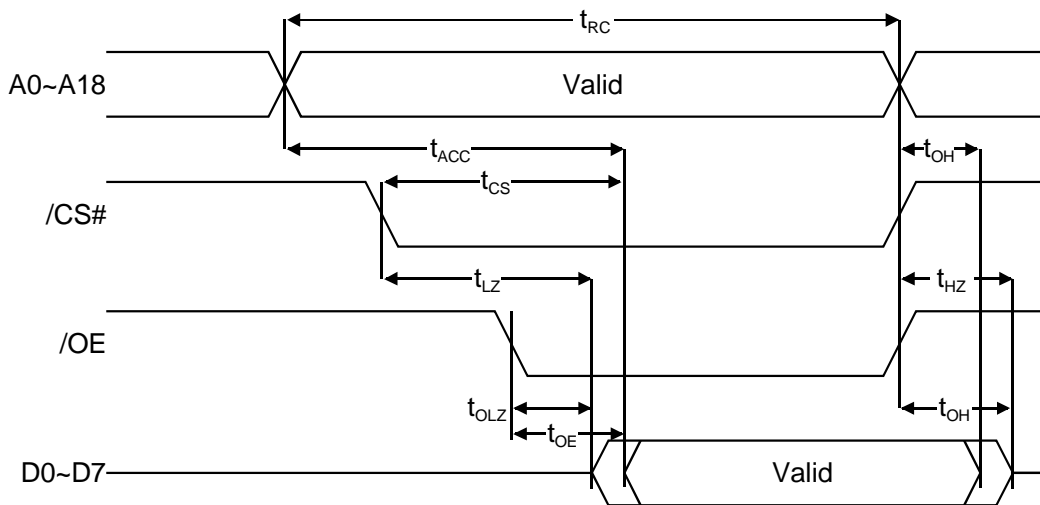 tRC
A0~A18 Valid
tACC tOH
tCS
/CS#
tLZ tHZ
/OE
tOLZ tOH
tOE
D0~D7 Valid